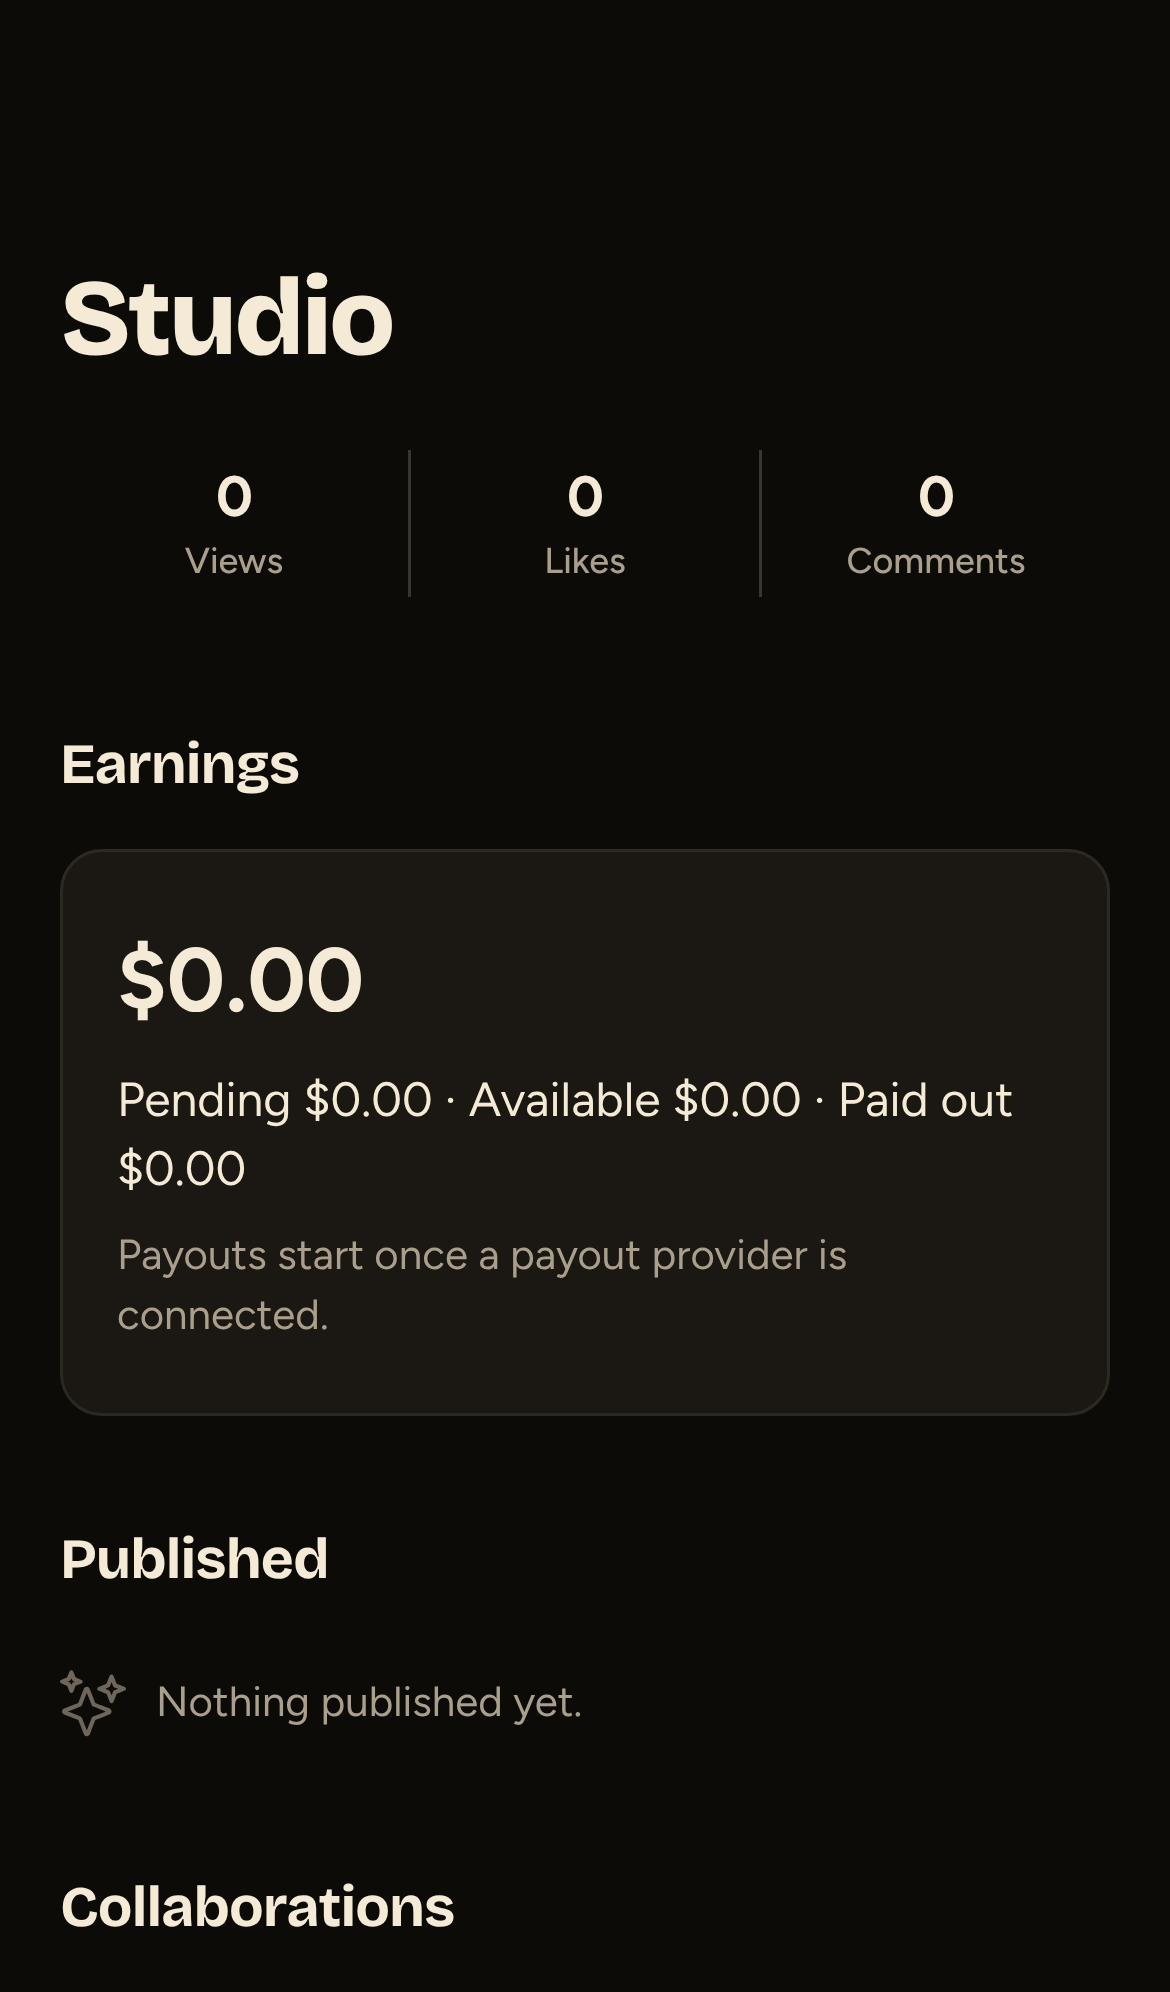 Studio
0 0 0
Views Likes Comments
Earnings
$0.00
Pending $0.00 · Available $0.00 · Paid out
$0.00
Payouts start once a payout provider is
connected.
Published
Nothing published yet.
Collaborations